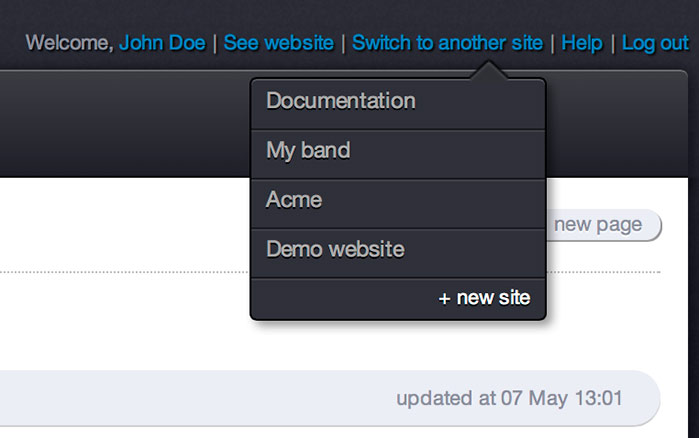 Welcome, John Doe | See website | Switch to another site | Help | Log out
Documentation
My band
Acme
Demo website
new page
+ new site
updated at 07 May 13:01